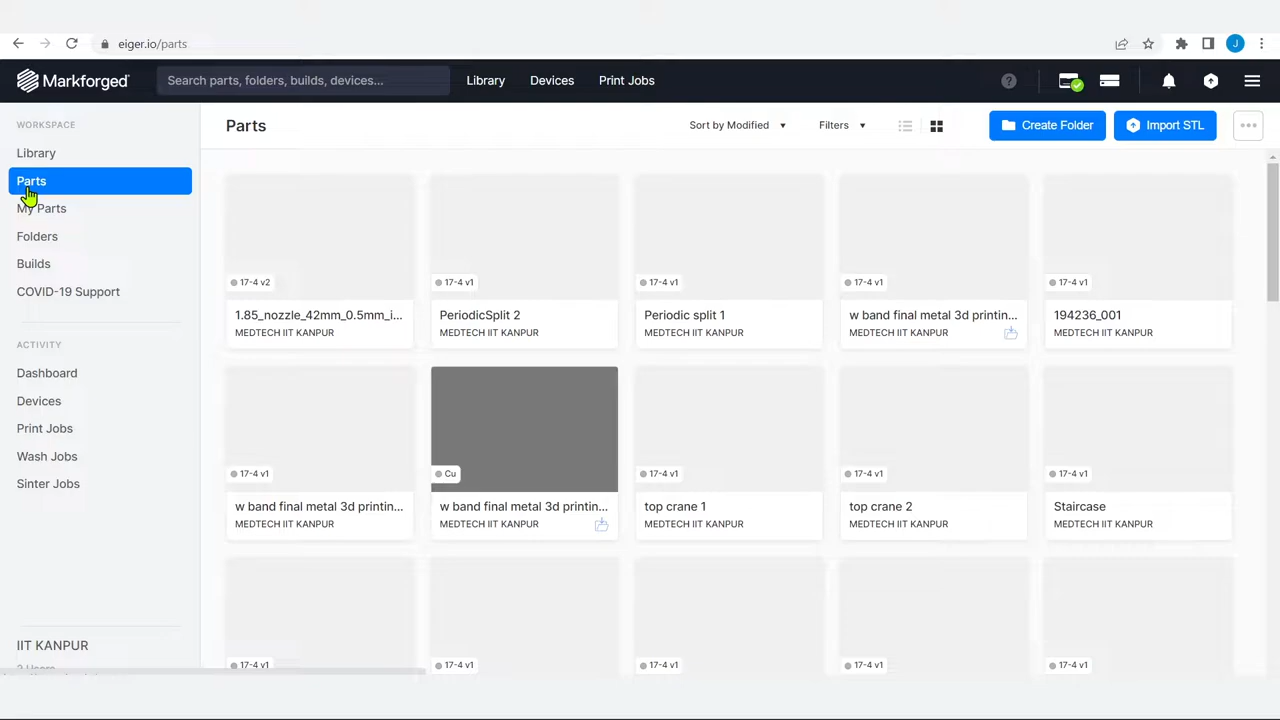 eiger.io/parts
J
Markforged
Search parts, folders, builds, devices...
Library
Devices
Print Jobs
WORKSPACE
Library
Parts
My Parts
Folders
Builds
COVID-19 Support
ACTIVITY
Dashboard
Devices
Print Jobs
Wash Jobs
Sinter Jobs
IIT KANPUR
Parts
Sort by Modified
Filters
Create Folder
Import STL
17-4 v2
17-4 v1
17-4 v1
17-4 v1
17-4 v1
1.85_nozzle_42mm_0.5mm_i...
PeriodicSplit 2
Periodic split 1
w band final metal 3d printin...
194236_001
MEDTECH IIT KANPUR
MEDTECH IIT KANPUR
MEDTECH IIT KANPUR
MEDTECH IIT KANPUR
MEDTECH IIT KANPUR
17-4 v1
Cu
17-4 v1
17-4 v1
17-4 v1
w band final metal 3d printin...
w band final metal 3d printin...
top crane 1
top crane 2
Staircase
MEDTECH IIT KANPUR
MEDTECH IIT KANPUR
MEDTECH IIT KANPUR
MEDTECH IIT KANPUR
MEDTECH IIT KANPUR
17-4 v1
17-4 v1
17-4 v1
17-4 v1
17-4 v1